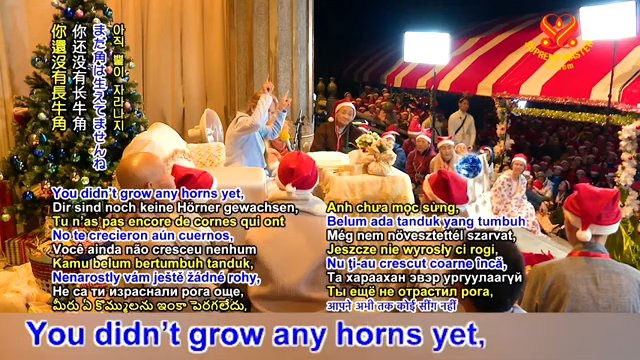 아직 뿔이 자라나지
まだ角は生えてませんね
你还没有长牛角
你還沒有長牛角
SUPREME MASTER
.com
You didn't grow any horns yet,
Dir sind noch keine Hörner gewachsen,
Tu n'as pas encore de cornes qui ont
No te crecieron aún cuernos,
Você ainda não cresceu nenhum
Kamu belum bertumbuh tanduk,
Nenarostly vám ještě žádné rohy,
Не са ти израснали рога още,
మీరు ఏ కొమ్ములను ఇంకా పెరగలేదు,
Anh chưa mọc sừng,
Belum ada tanduk yang tumbuh
Még nem növesztettél szarvat,
Jeszcze nie wyrosły ci rogi,
Nu ţi-au crescut coarne încă,
Та хараахан эвэр ургуулаагүй
Ты ещё не отрастил рога,
आपने अभी तक कोई सींग नहीं
You didn't grow any horns yet,